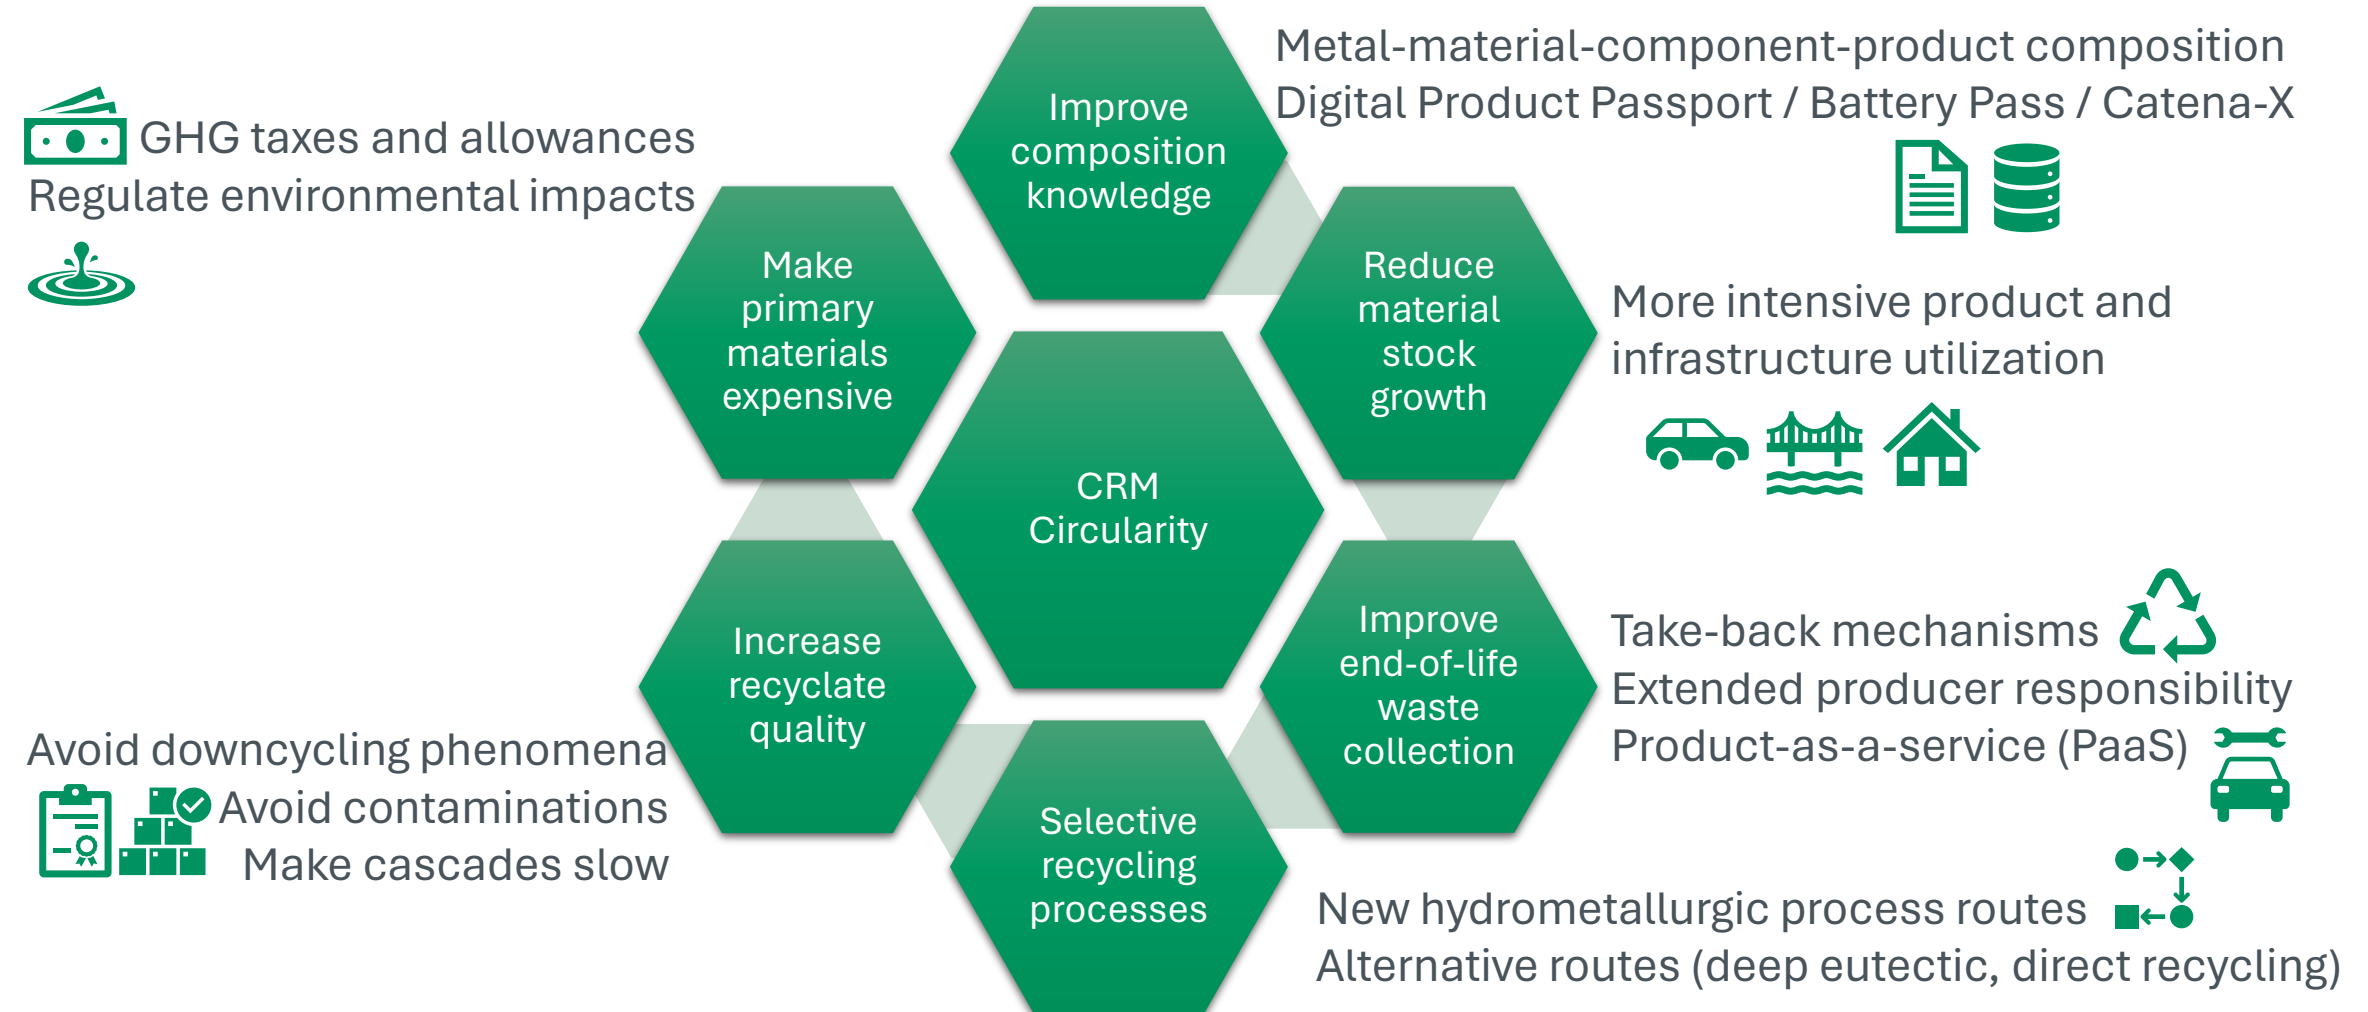 Improve
composition
knowledge
Metal-material-component-product composition
Digital Product Passport / Battery Pass / Catena-X
Reduce
material
stock
growth
More intensive product and
infrastructure utilization
Improve
end-of-life
waste
collection
Take-back mechanisms
Extended producer responsibility
Product-as-a-service (PaaS)
Selective
recycling
processes
New hydrometallurgic process routes
Alternative routes (deep eutectic, direct recycling)
Increase
recyclate
quality
Avoid downcycling phenomena
Avoid contaminations
Make cascades slow
Make
primary
materials
expensive
GHG taxes and allowances
Regulate environmental impacts
CRM
Circularity